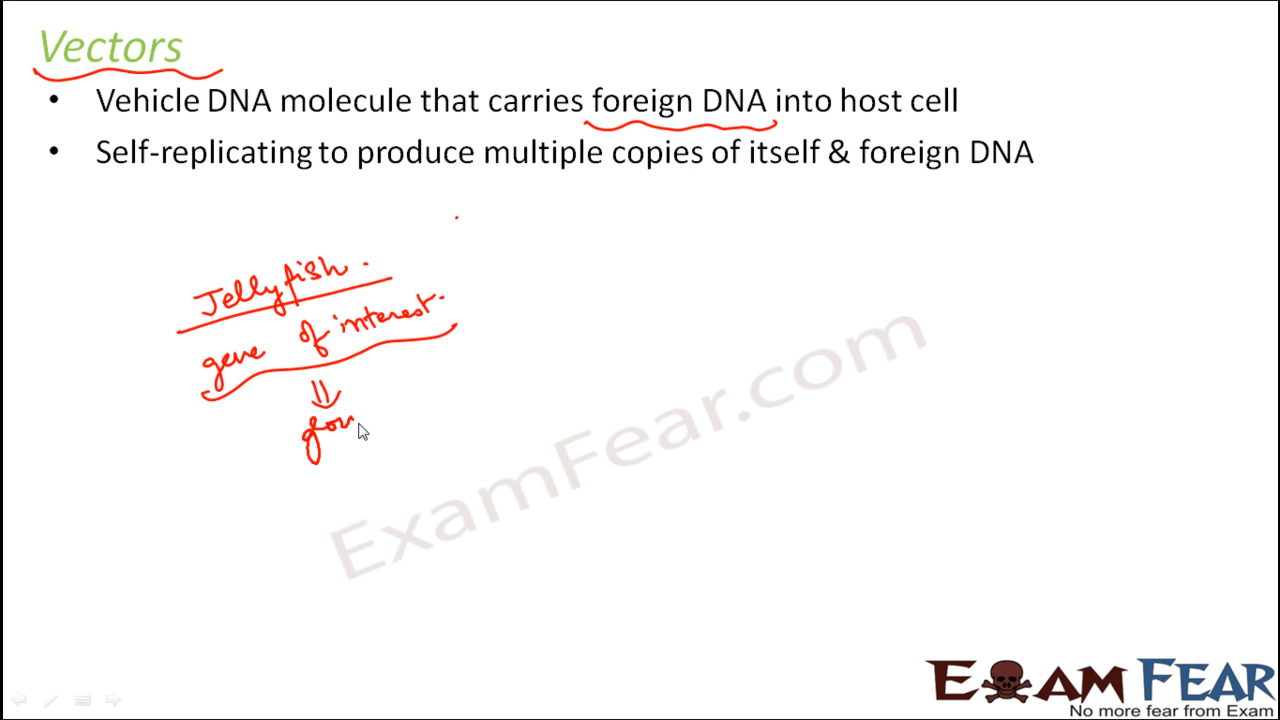 Vectors
• Vehicle DNA molecule that carries foreign DNA into host cell
• Self-replicating to produce multiple copies of itself & foreign DNA
Jellyfish.
gene of interest.
ExamFear.com
EXAM FEAR
No more fear from Exam